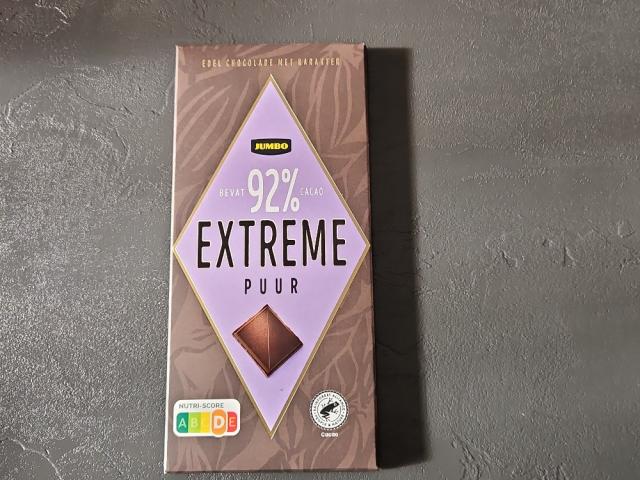 EDEL CHOCOLADE MET KARAKTER
JUMBO
BEVAT 92% CACAO
EXTREME
PUUR
NUTRI-SCORE
A B C D E
Cacao